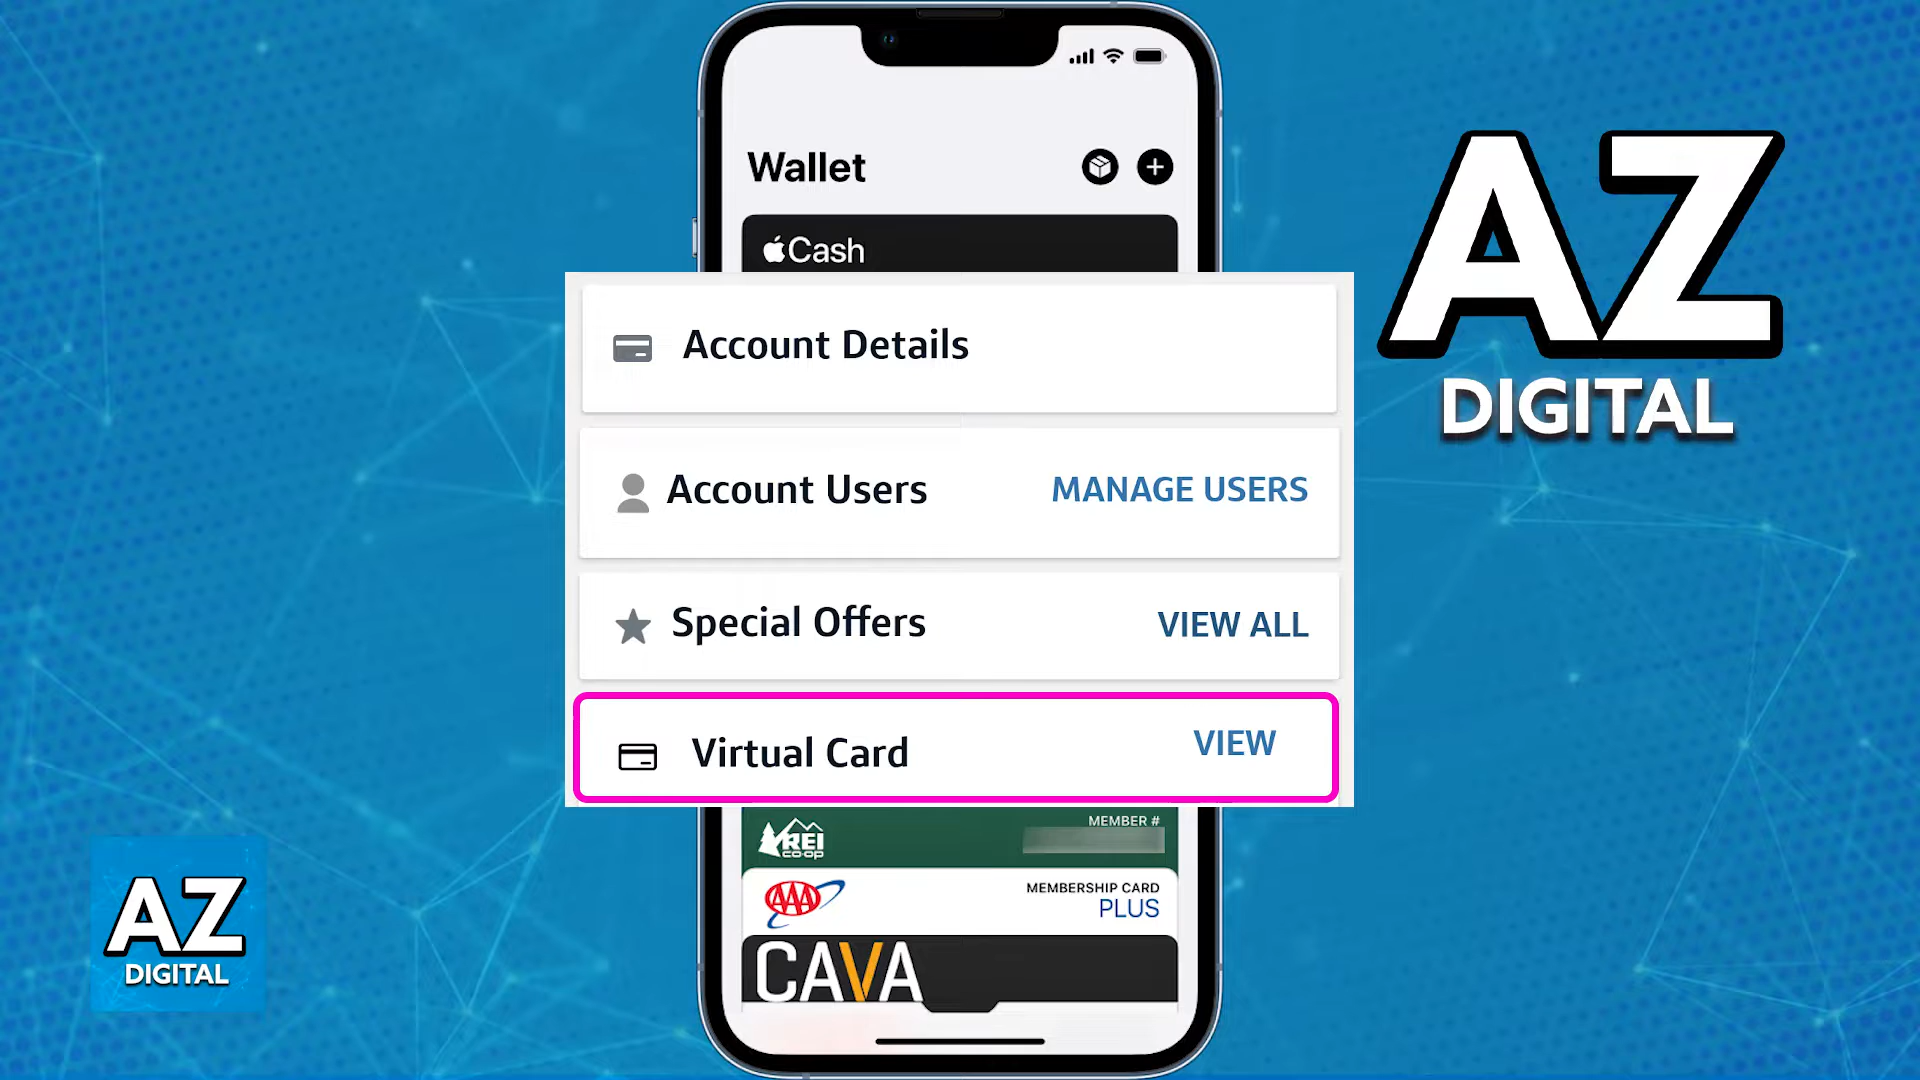 Wallet
Cash
Account Details
Account Users MANAGE USERS
Special Offers VIEW ALL
Virtual Card VIEW
REI
co·op
MEMBER #
AAA
MEMBERSHIP CARD
PLUS
CAVA
AZ
DIGITAL
AZ
DIGITAL